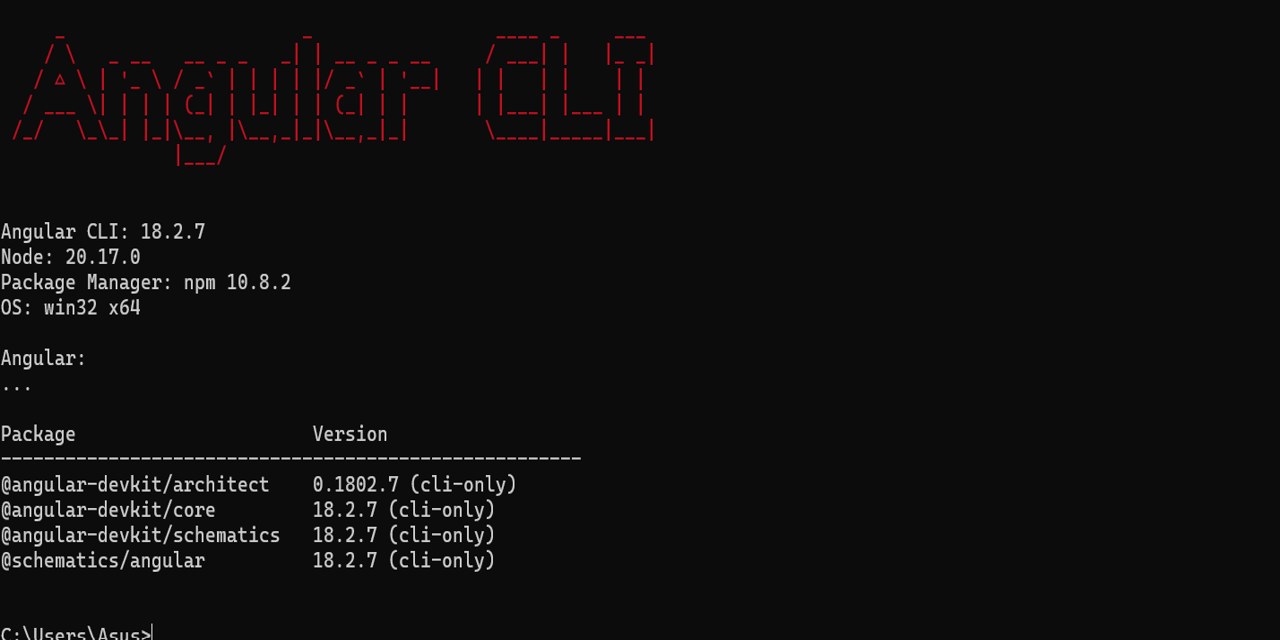 Angular CLI
Angular CLI: 18.2.7
Node: 20.17.0
Package Manager: npm 10.8.2
OS: win32 x64
Angular:
...
Package Version
------------------------------------------------------
@angular-devkit/architect 0.1802.7 (cli-only)
@angular-devkit/core 18.2.7 (cli-only)
@angular-devkit/schematics 18.2.7 (cli-only)
@schematics/angular 18.2.7 (cli-only)
C:\Users\Asus>